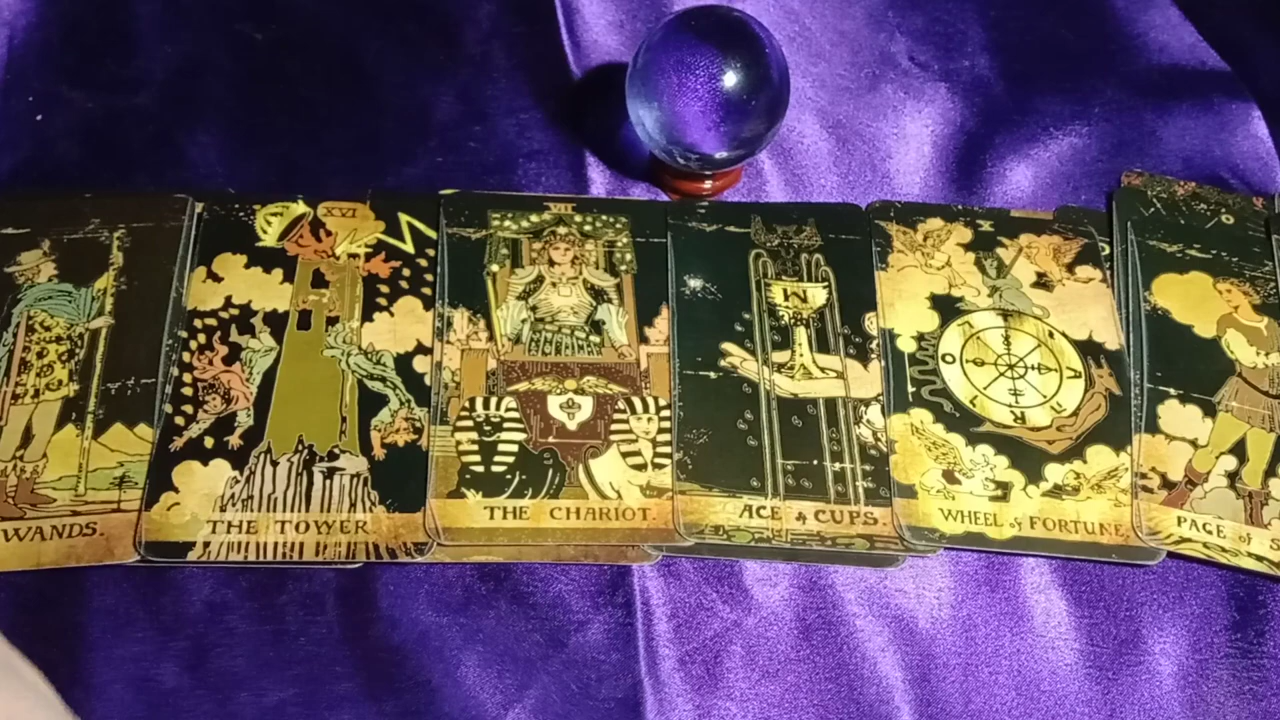 WANDS.
XVI
THE TOWER
VII
THE CHARIOT.
ACE of CUPS.
X
WHEEL of FORTUNE.
PAGE of S